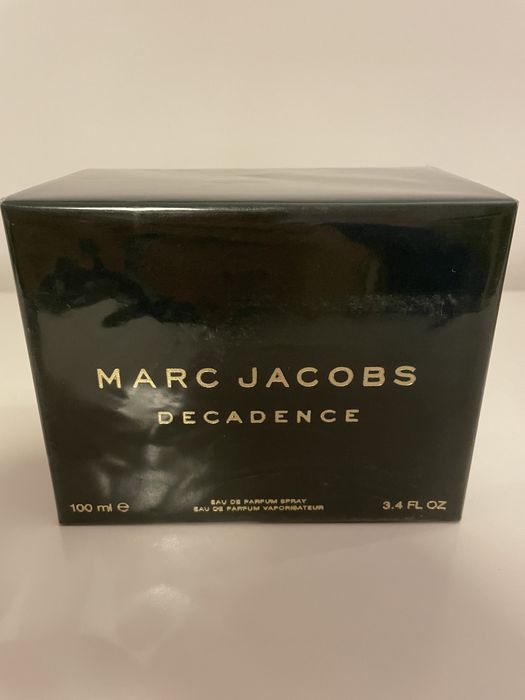 MARC JACOBS
DECADENCE
100 ml ℮
EAU DE PARFUM SPRAY
EAU DE PARFUM VAPORISATEUR
3.4 FL OZ